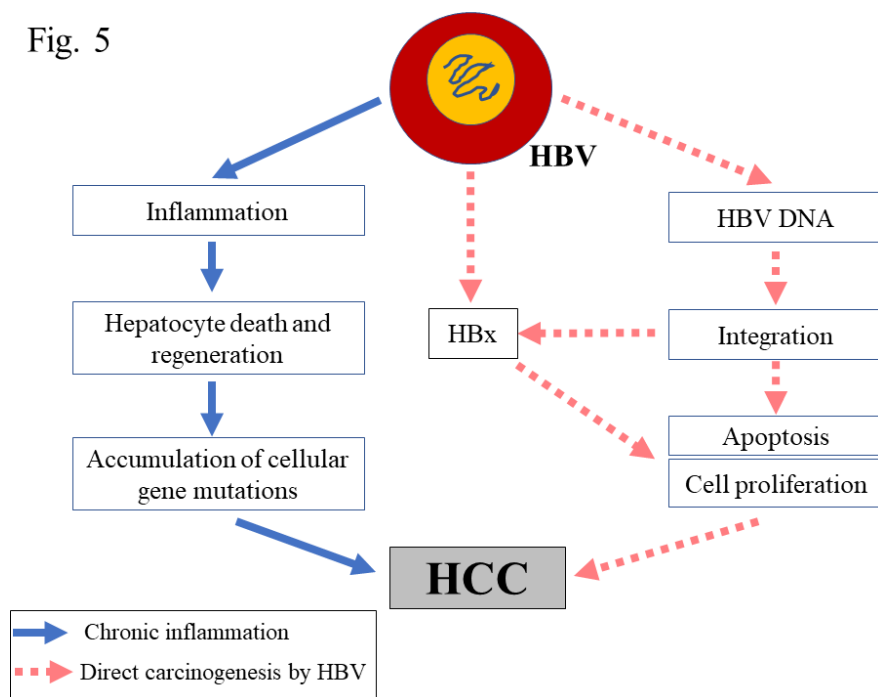 Fig. 5
HBV
Inflammation
HBV DNA
Hepatocyte death and
regeneration
HBx
Integration
Accumulation of cellular
gene mutations
Apoptosis
Cell proliferation
HCC
Chronic inflammation
Direct carcinogenesis by HBV